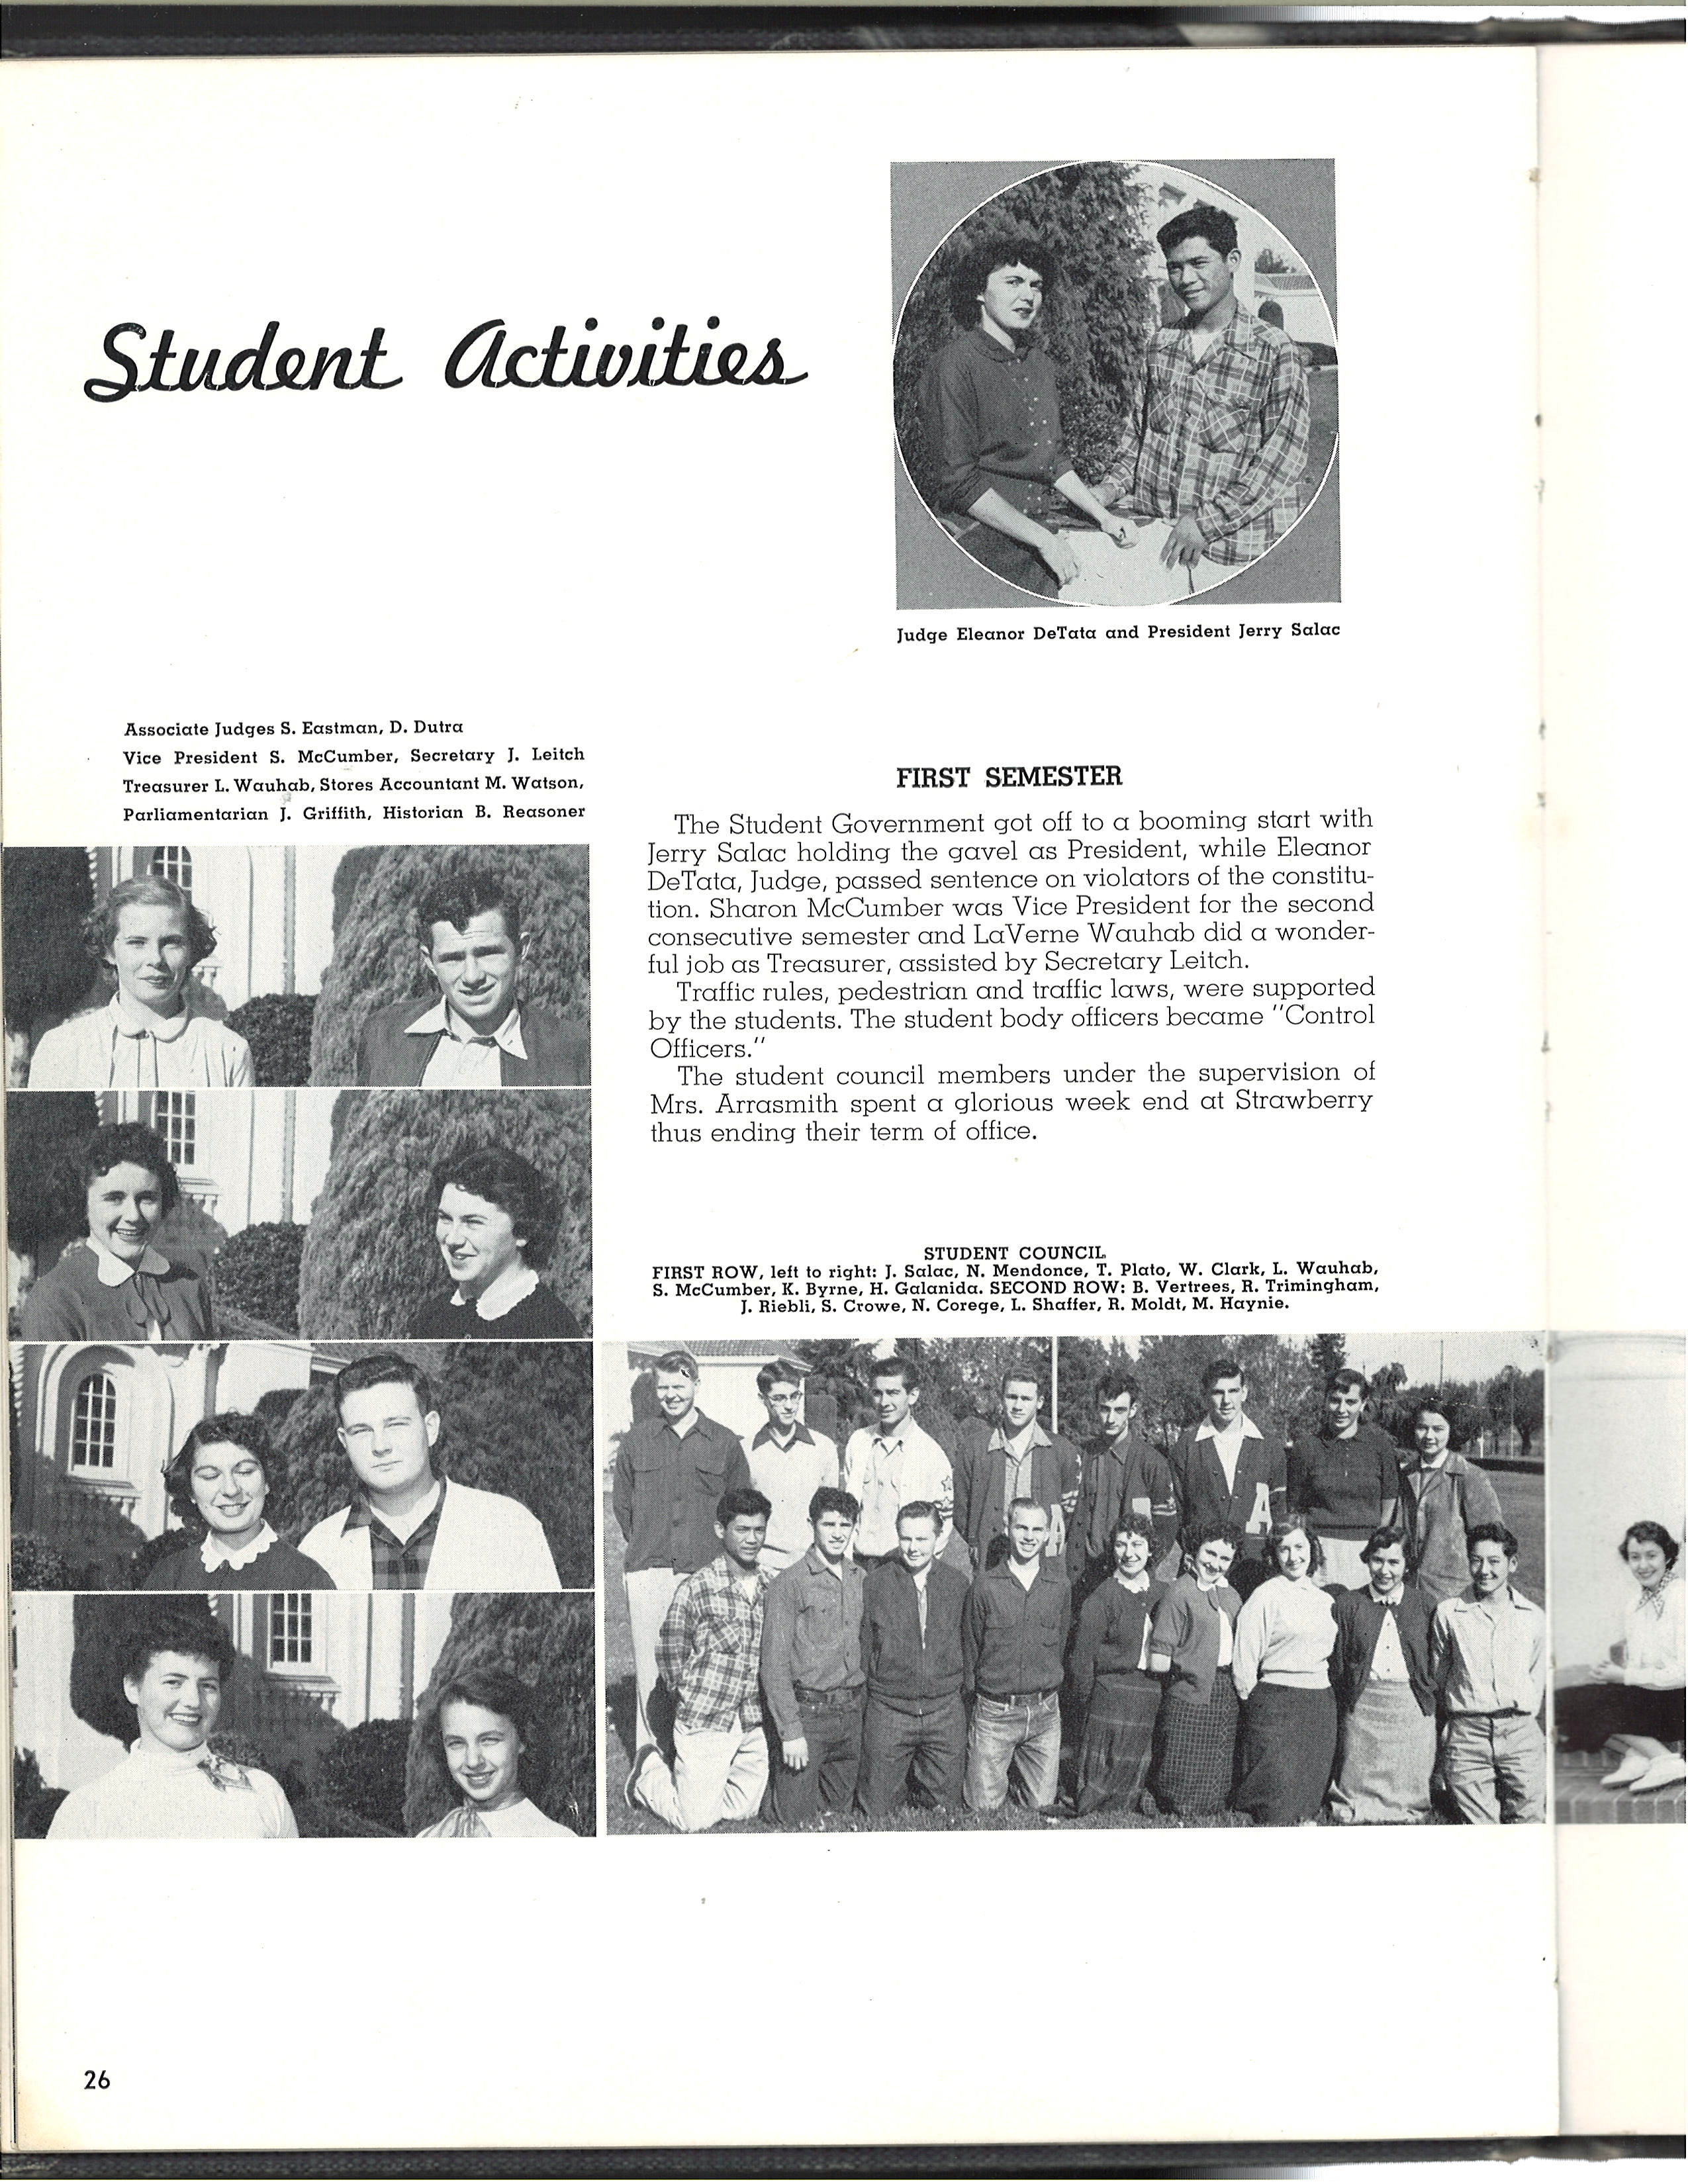 Student Activities
Judge Eleanor DeTata and President Jerry Salac
Associate Judges S. Eastman, D. Dutra
Vice President S. McCumber, Secretary J. Leitch
Treasurer L. Wauhab, Stores Accountant M. Watson,
Parliamentarian J. Griffith, Historian B. Reasoner
FIRST SEMESTER
The Student Government got off to a booming start with
Jerry Salac holding the gavel as President, while Eleanor
DeTata, Judge, passed sentence on violators of the constitu-
tion. Sharon McCumber was Vice President for the second
consecutive semester and LaVerne Wauhab did a wonder-
ful job as Treasurer, assisted by Secretary Leitch.
Traffic rules, pedestrian and traffic laws, were supported
by the students. The student body officers became "Control
Officers."
The student council members under the supervision of
Mrs. Arrasmith spent a glorious week end at Strawberry
thus ending their term of office.
STUDENT COUNCIL
FIRST ROW, left to right: J. Salac, N. Mendonce, T. Plato, W. Clark, L. Wauhab,
S. McCumber, K. Byrne, H. Galanida. SECOND ROW: B. Vertrees, R. Trimingham,
J. Riebli, S. Crowe, N. Corege, L. Shaffer, R. Moldt, M. Haynie.
A
A
26